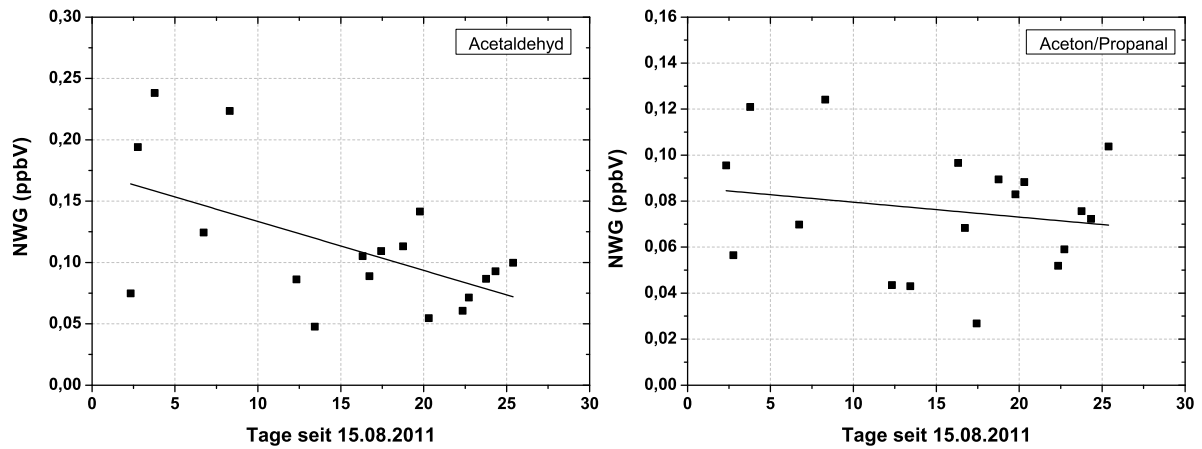 0,30
0,25
0,20
0,15
0,10
0,05
0,00
NWG (ppbV)
Acetaldehyd
0 5 10 15 20 25 30
Tage seit 15.08.2011
0,16
0,14
0,12
0,10
0,08
0,06
0,04
0,02
0,00
NWG (ppbV)
Aceton/Propanal
0 5 10 15 20 25 30
Tage seit 15.08.2011